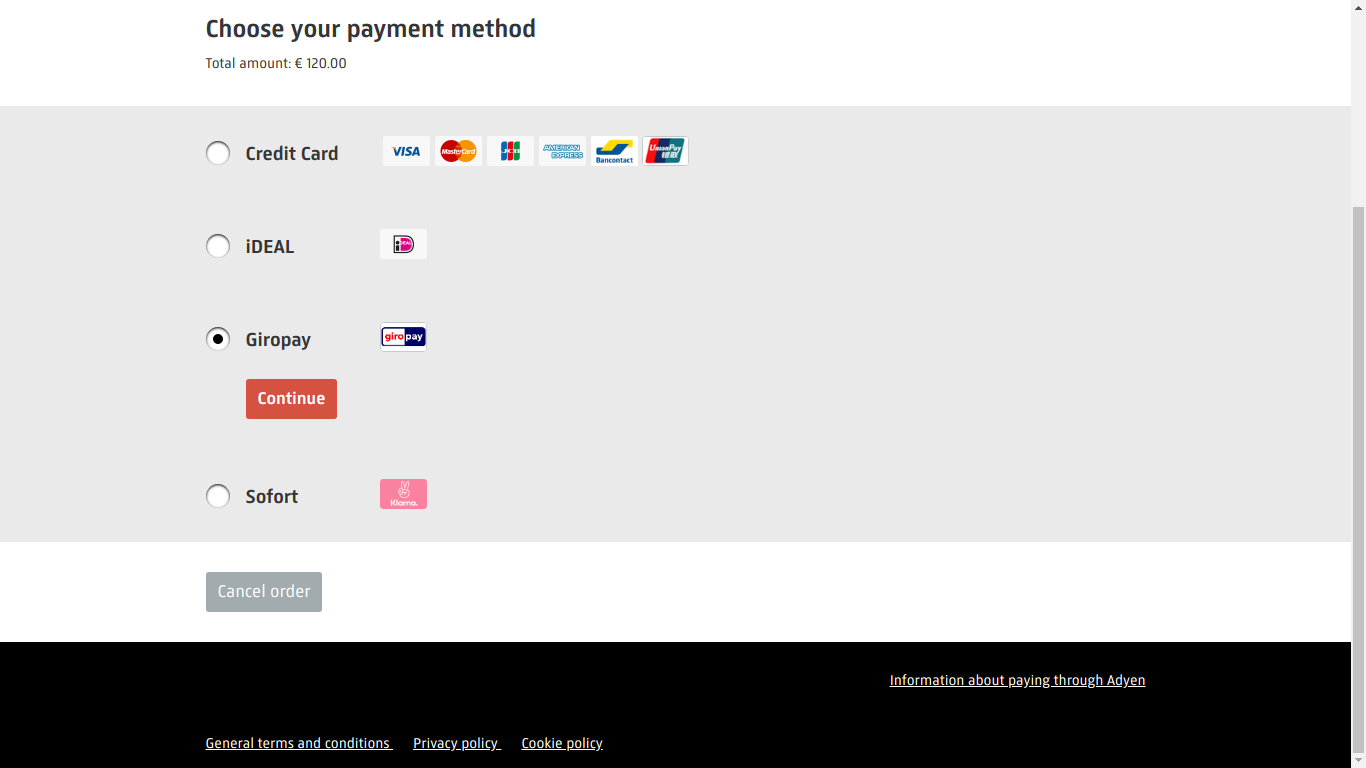 Choose your payment method
Total amount: € 120.00
Credit Card VISA MasterCard JCB AMERICAN EXPRESS Bancontact UnionPay 银联
iDEAL iDEAL
Giropay giropay
Continue
Sofort Klarna.
Cancel order
Information about paying through Adyen
General terms and conditions Privacy policy Cookie policy